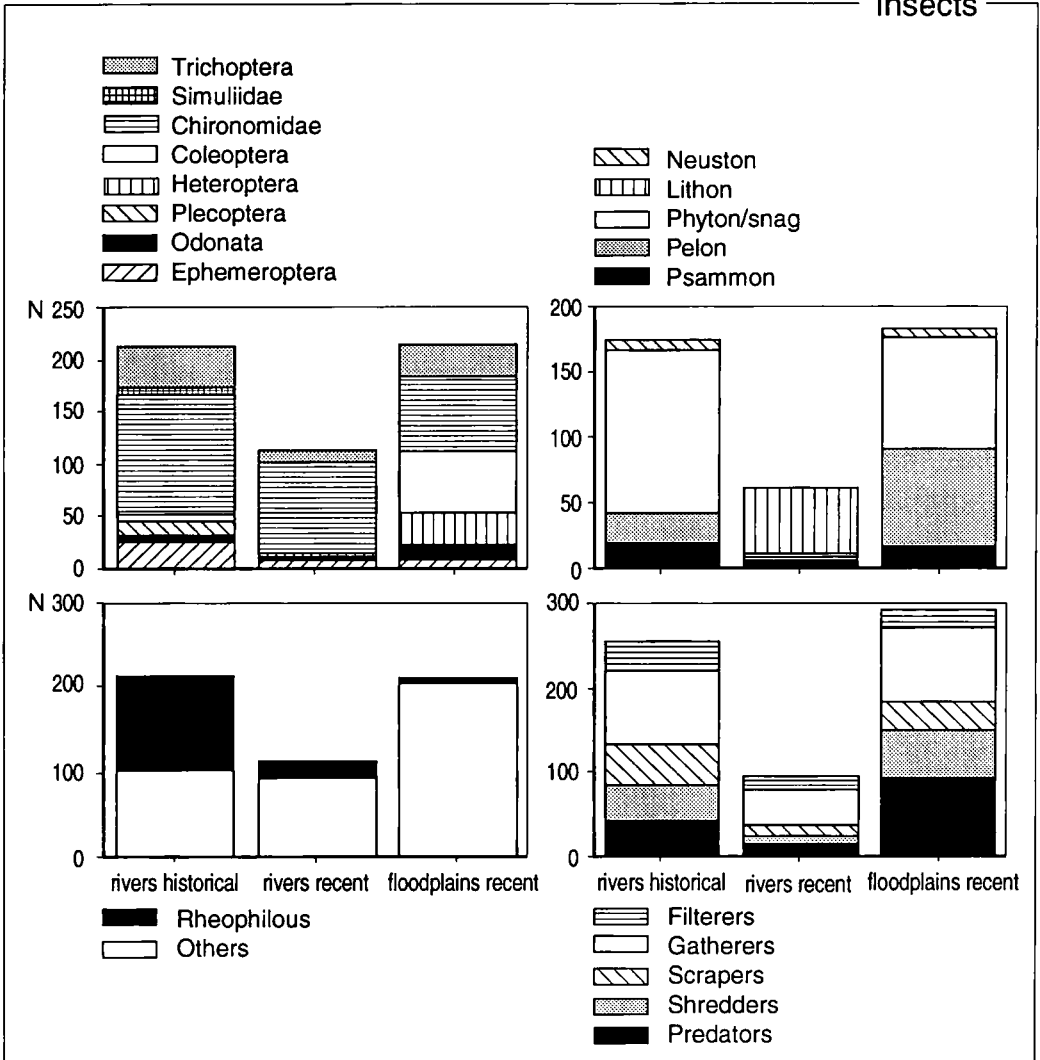 insects
Trichoptera
Simuliidae
Chironomidae
Coleoptera
Heteroptera
Plecoptera
Odonata
Ephemeroptera
Neuston
Lithon
Phyton/snag
Pelon
Psammon
N 250
200
150
100
50
0
200
150
100
50
0
N 300
200
100
0
rivers historical rivers recent floodplains recent
Rheophilous
Others
300
200
100
0
rivers historical rivers recent floodplains recent
Filterers
Gatherers
Scrapers
Shredders
Predators